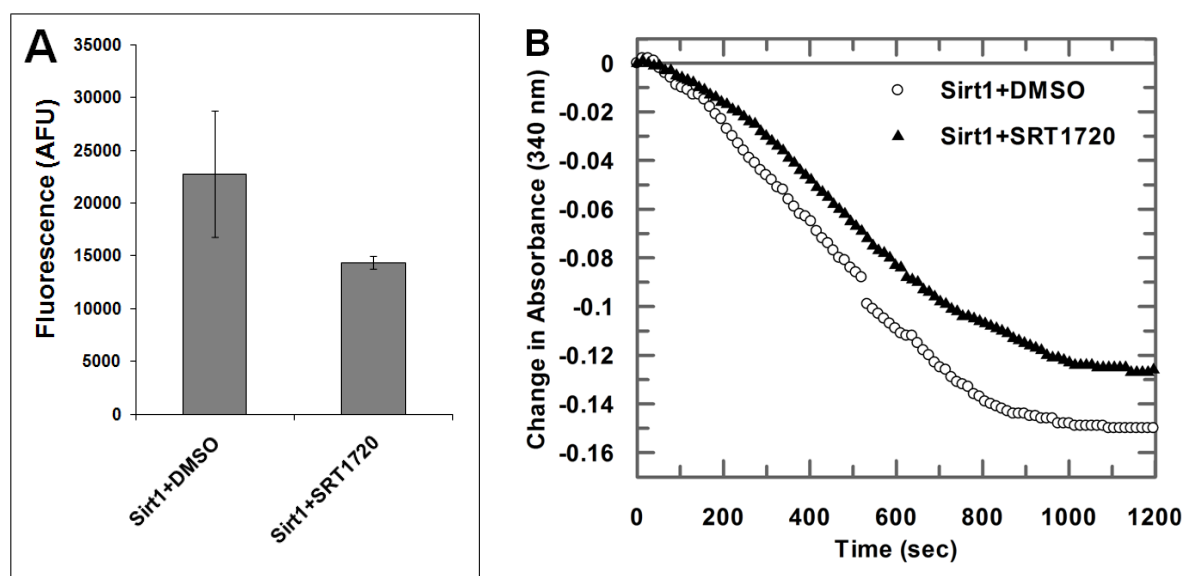 A
Fluorescence (AFU)
35000
30000
25000
20000
15000
10000
5000
0
Sirt1+DMSO
Sirt1+SRT1720
B
Change in Absorbance (340 nm)
0
-0.02
-0.04
-0.06
-0.08
-0.1
-0.12
-0.14
-0.16
Sirt1+DMSO
Sirt1+SRT1720
0 200 400 600 800 1000 1200
Time (sec)